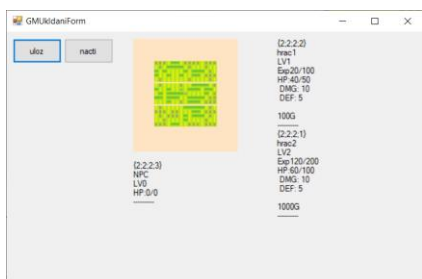 GMUkldaniForm
uloz
nacti
{2;2;2;3}
NPC
LV0
HP:0/0
--------
{2;2;2;2}
hrac1
LV1
Exp20/100
HP:40/50
DMG: 10
DEF: 5
100G
--------
{2;2;2;1}
hrac2
LV2
Exp120/200
HP:60/100
DMG: 10
DEF: 5
1000G
--------